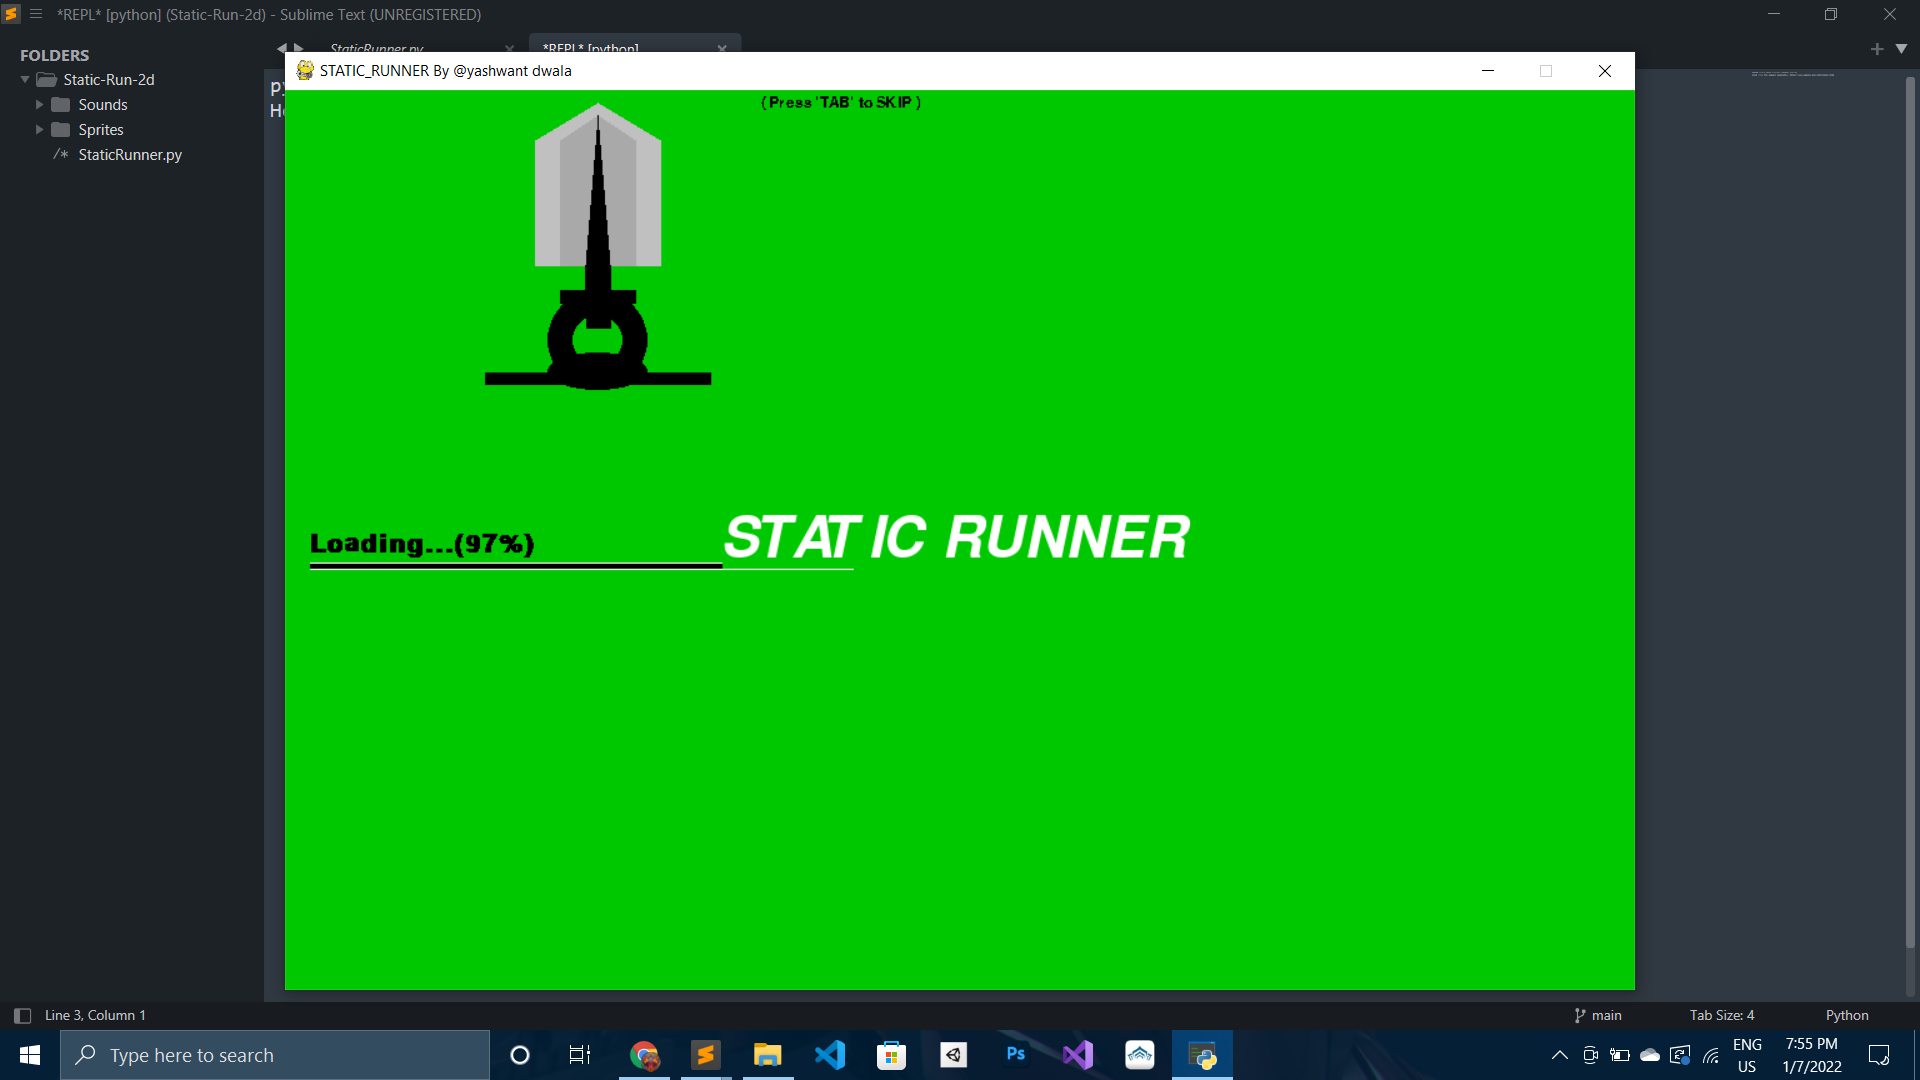 *REPL* [python] (Static-Run-2d) - Sublime Text (UNREGISTERED)
FOLDERS
Static-Run-2d
Sounds
Sprites
/* StaticRunner.py
StaticRunner.py
*REPL* [python]
STATIC_RUNNER By @yashwant dwala
(Press 'TAB' to SKIP)
Loading...(97%)
STATIC RUNNER
Line 3, Column 1
main
Tab Size: 4
Python
Type here to search
Ps
ENG
US
7:55 PM
1/7/2022